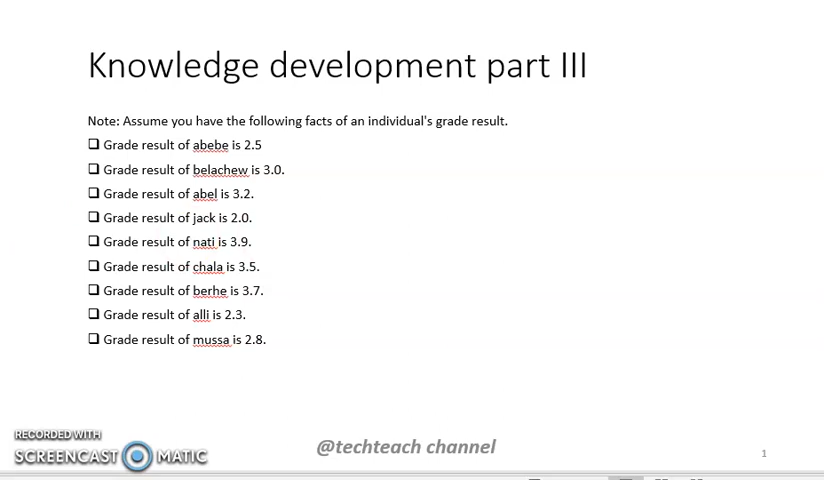 Knowledge development part III
Note: Assume you have the following facts of an individual's grade result.
❑ Grade result of abebe is 2.5
❑ Grade result of belachew is 3.0.
❑ Grade result of abel is 3.2.
❑ Grade result of jack is 2.0.
❑ Grade result of nati is 3.9.
❑ Grade result of chala is 3.5.
❑ Grade result of berhe is 3.7.
❑ Grade result of alli is 2.3.
❑ Grade result of mussa is 2.8.
RECORDED WITH
SCREENCAST MATIC
@techteach channel
1